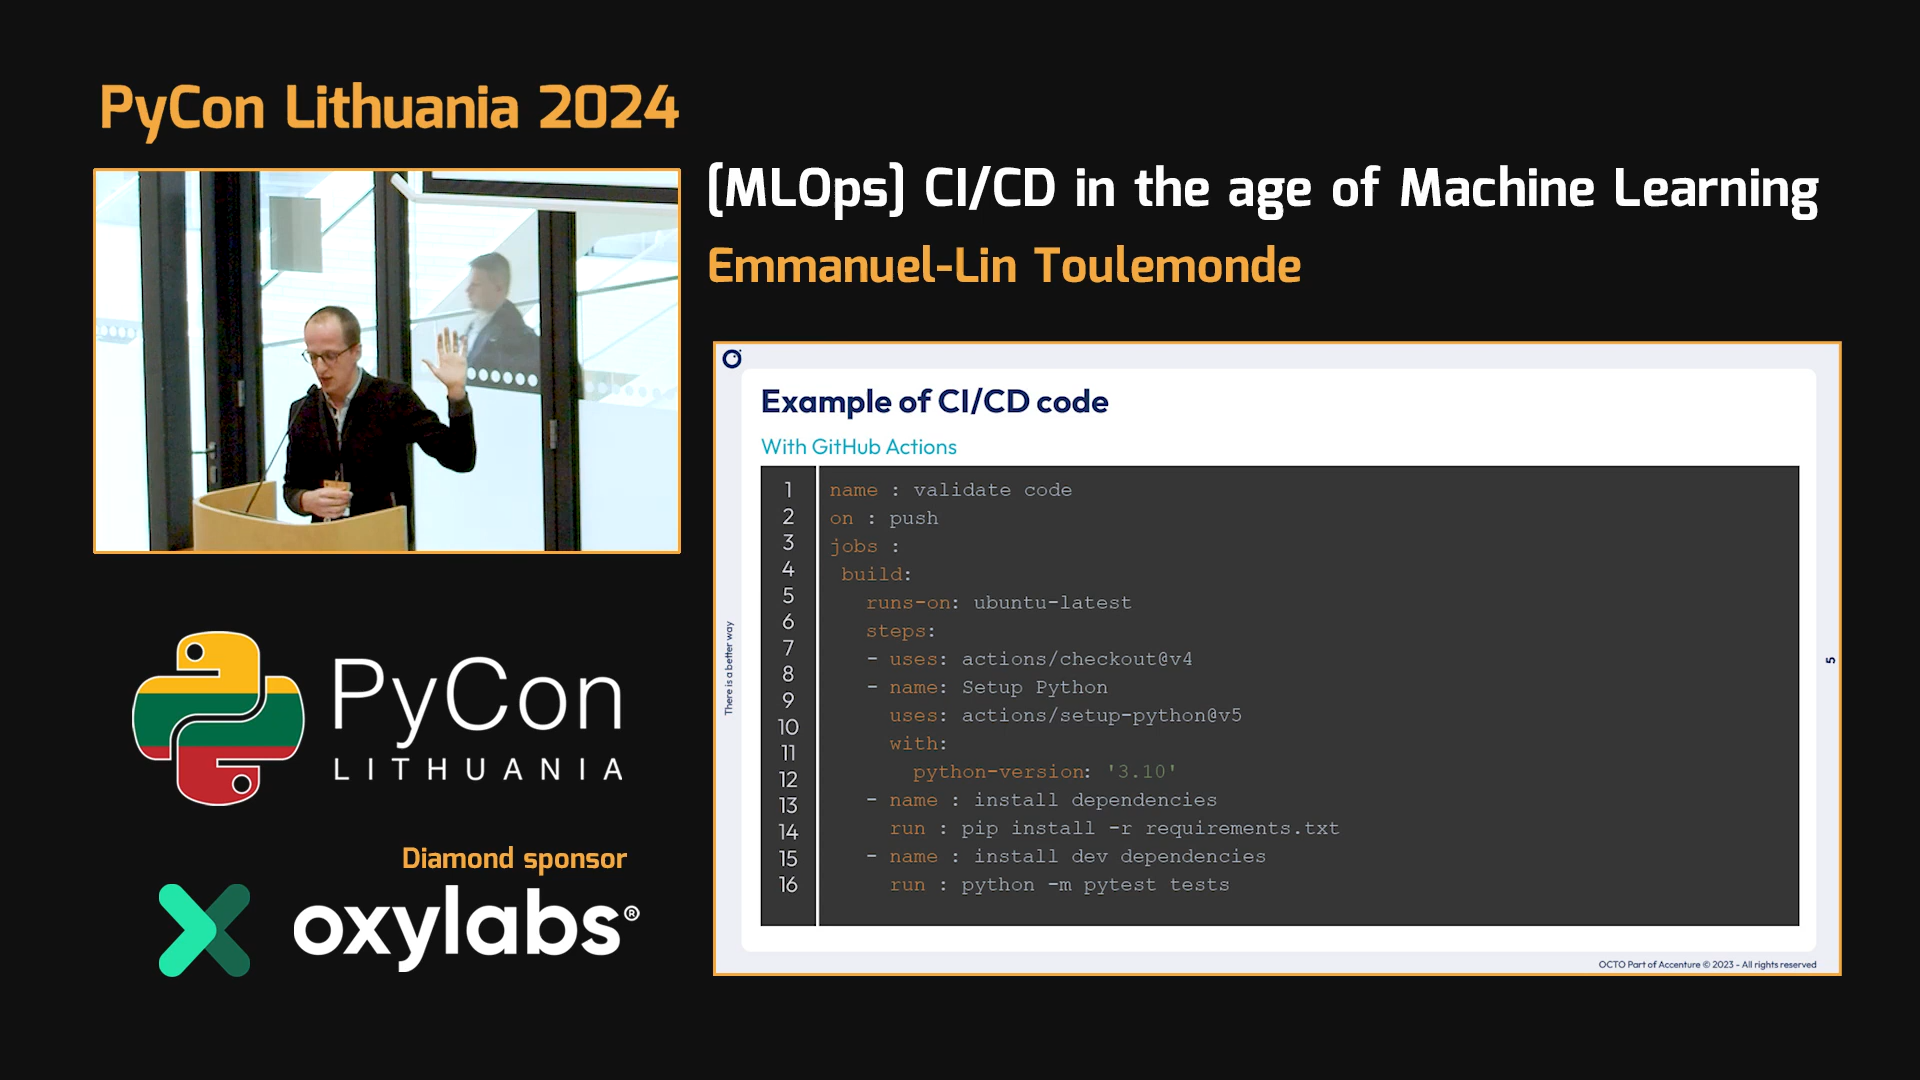 PyCon Lithuania 2024
[MLOps] CI/CD in the age of Machine Learning
Emmanuel-Lin Toulemonde
Example of CI/CD code
With GitHub Actions
1 name : validate code
2 on : push
3 jobs :
4 build:
5 runs-on: ubuntu-latest
6 steps:
7 - uses: actions/checkout@v4
8 - name: Setup Python
9 uses: actions/setup-python@v5
10 with:
11 python-version: '3.10'
12 - name : install dependencies
13 run : pip install -r requirements.txt
14 - name : install dev dependencies
15 run : python -m pytest tests
16
There is a better way
5
OCTO Part of Accenture © 2023 - All rights reserved
PyCon
LITHUANIA
Diamond sponsor
oxylabs®